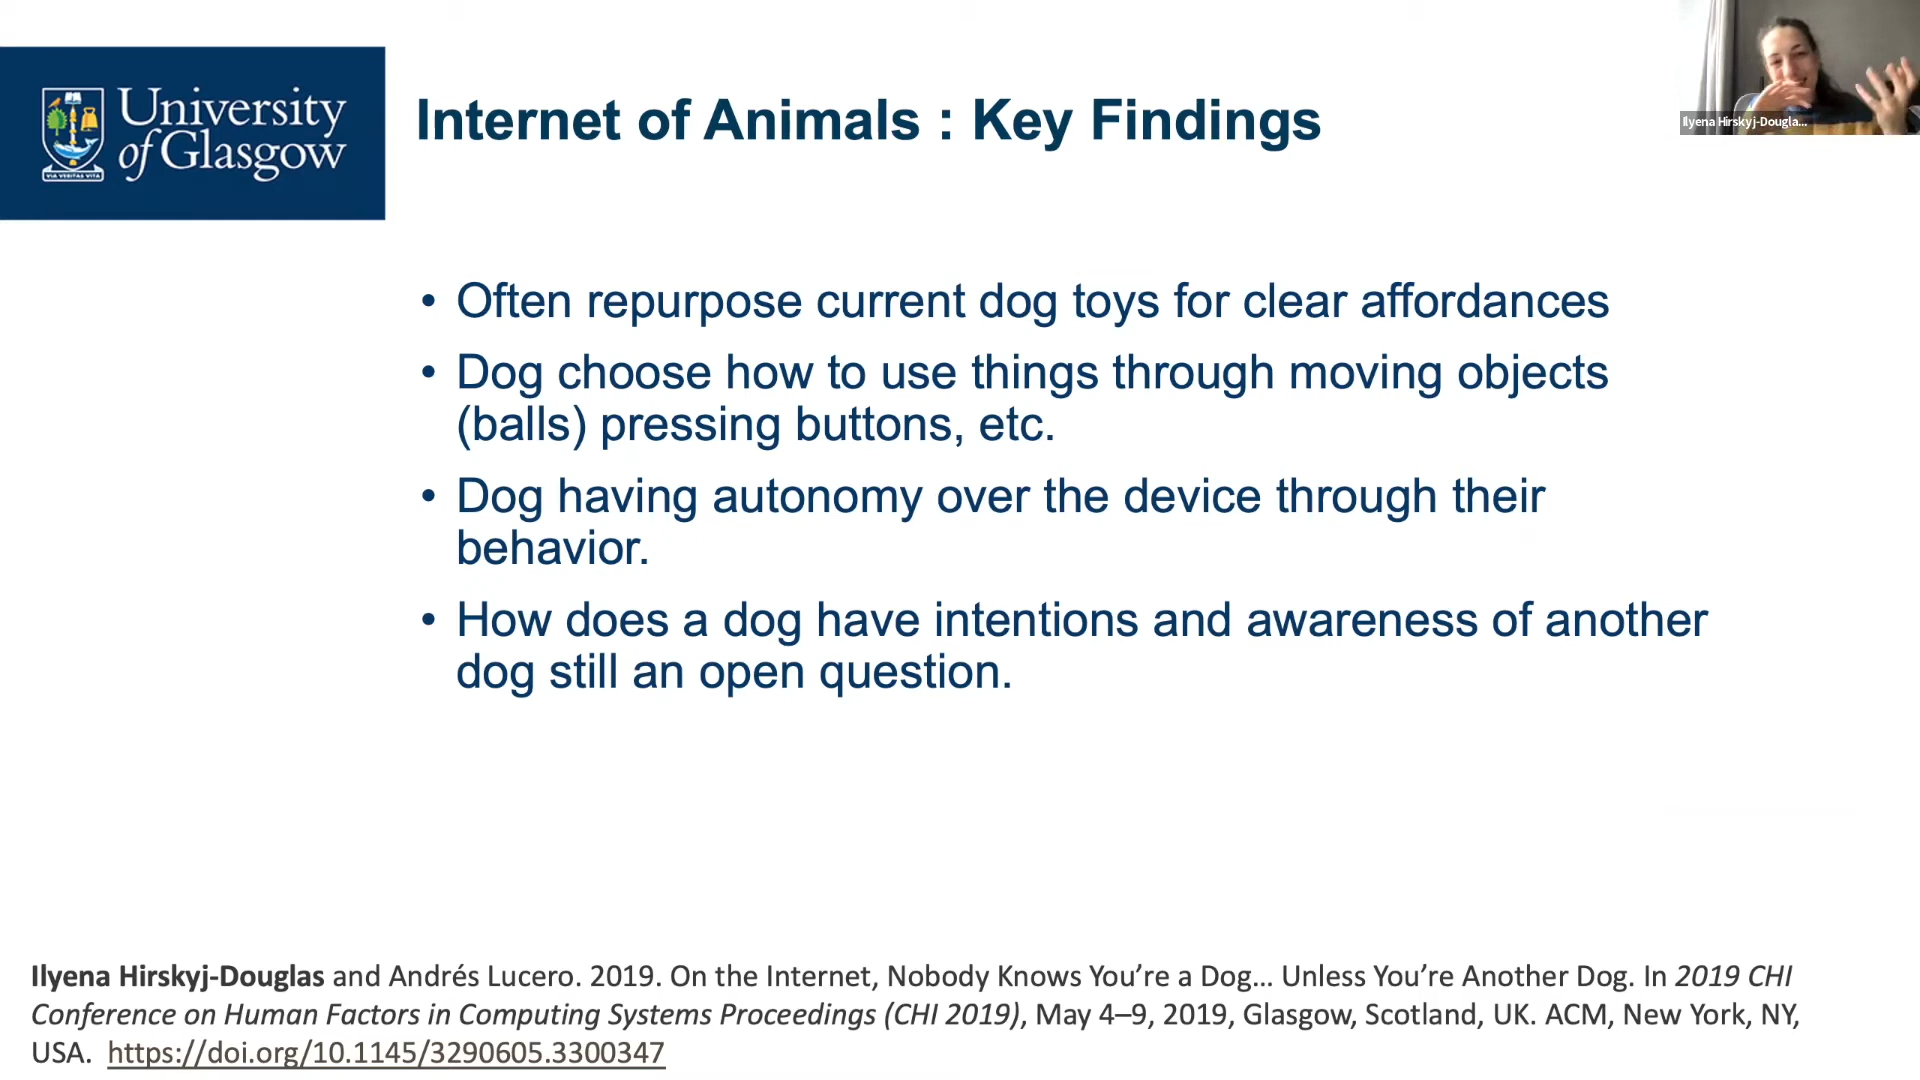 University
of Glasgow
VIA VERITAS VITA
Internet of Animals : Key Findings
Ilyena Hirskyj-Dougla...
• Often repurpose current dog toys for clear affordances
• Dog choose how to use things through moving objects
(balls) pressing buttons, etc.
• Dog having autonomy over the device through their
behavior.
• How does a dog have intentions and awareness of another
dog still an open question.
Ilyena Hirskyj-Douglas and Andrés Lucero. 2019. On the Internet, Nobody Knows You’re a Dog... Unless You’re Another Dog. In 2019 CHI
Conference on Human Factors in Computing Systems Proceedings (CHI 2019), May 4–9, 2019, Glasgow, Scotland, UK. ACM, New York, NY,
USA. https://doi.org/10.1145/3290605.3300347